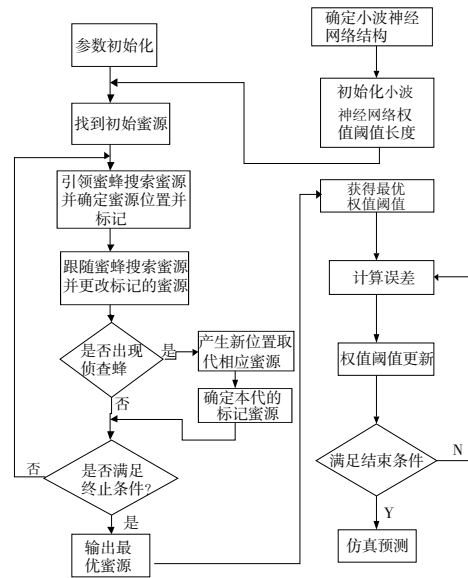 参数初始化
找到初始蜜源
引领蜜蜂搜索蜜源
并确定蜜源位置并
标记
跟随蜜蜂搜索蜜源
并更改标记的蜜源
是否出现
侦查蜂
是
产生新位置取
代相应蜜源
确定本代的
标记蜜源
否
是否满足
终止条件?
否
是
输出最
优蜜源
确定小波神经
网络结构
初始化小波
神经网络权
值阈值长度
获得最优
权值阈值
计算误差
权值阈值更新
满足结束条件
N
Y
仿真预测